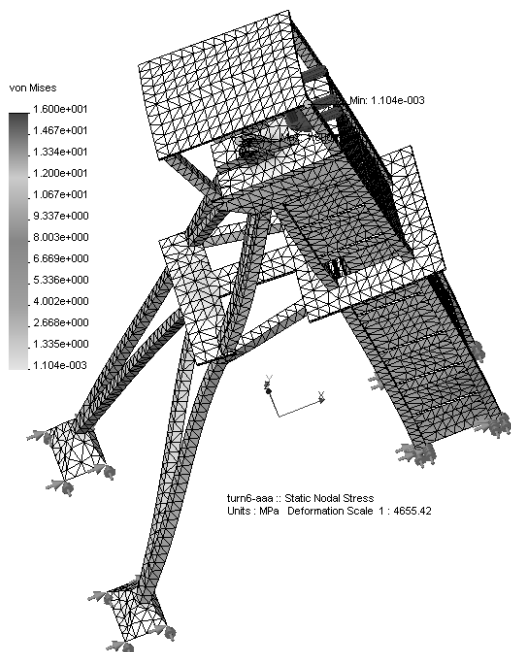 von Mises
1.600e+001
1.467e+001
1.334e+001
1.200e+001
1.067e+001
9.337e+000
8.003e+000
6.669e+000
5.336e+000
4.002e+000
2.668e+000
1.335e+000
1.104e-003
Min: 1.104e-003
Y
X
turn6-aaa :: Static Nodal Stress
Units : MPa Deformation Scale 1 : 4655.42